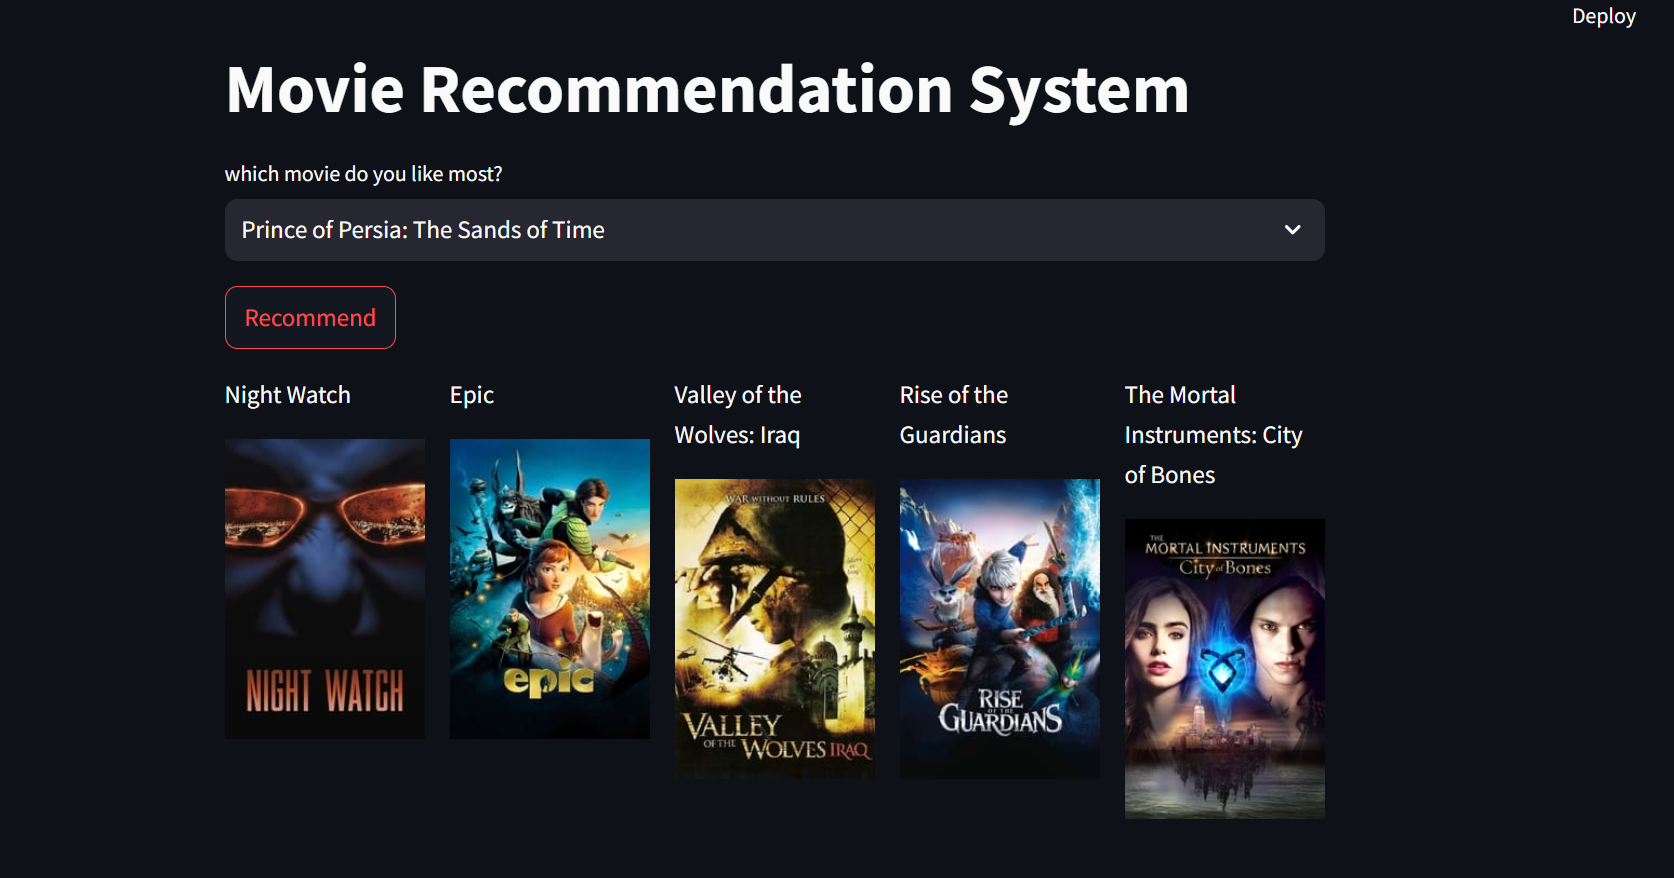 Deploy
Movie Recommendation System
which movie do you like most?
Prince of Persia: The Sands of Time
Recommend
Night Watch
Epic
Valley of the
Wolves: Iraq
Rise of the
Guardians
The Mortal
Instruments: City
of Bones
NIGHT WATCH
epic
WAR WITHOUT RULES
VALLEY
OF THE WOLVES IRAQ
RISE
OF THE
GUARDIANS
THE
MORTAL INSTRUMENTS
City of Bones